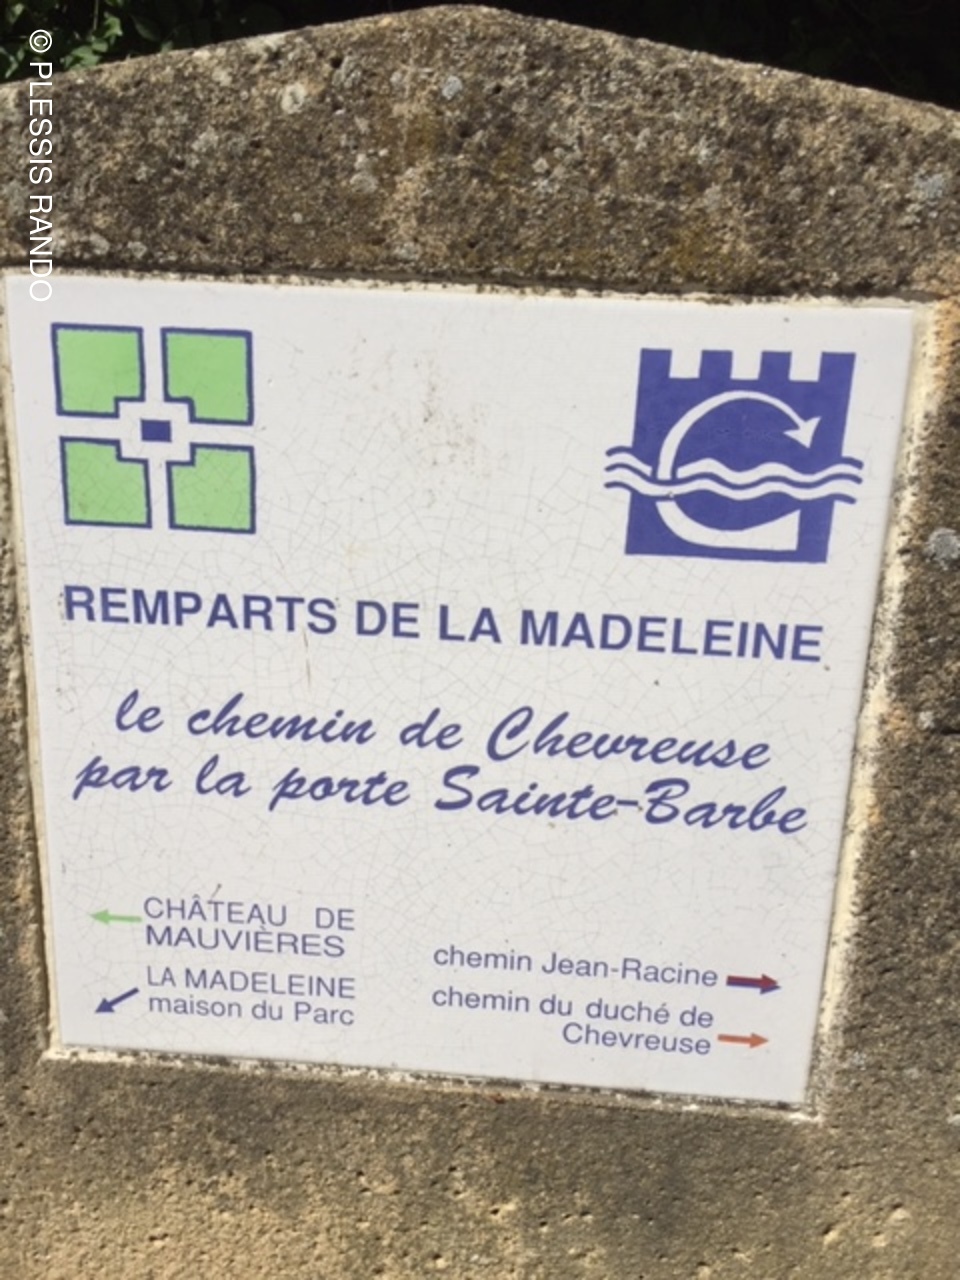 © PLESSIS RANDO
REMPARTS DE LA MADELEINE
le chemin de Chevreuse
par la porte Sainte-Barbe
CHÂTEAU DE
MAUVIÈRES
LA MADELEINE
maison du Parc
chemin Jean-Racine
chemin du duché de
Chevreuse